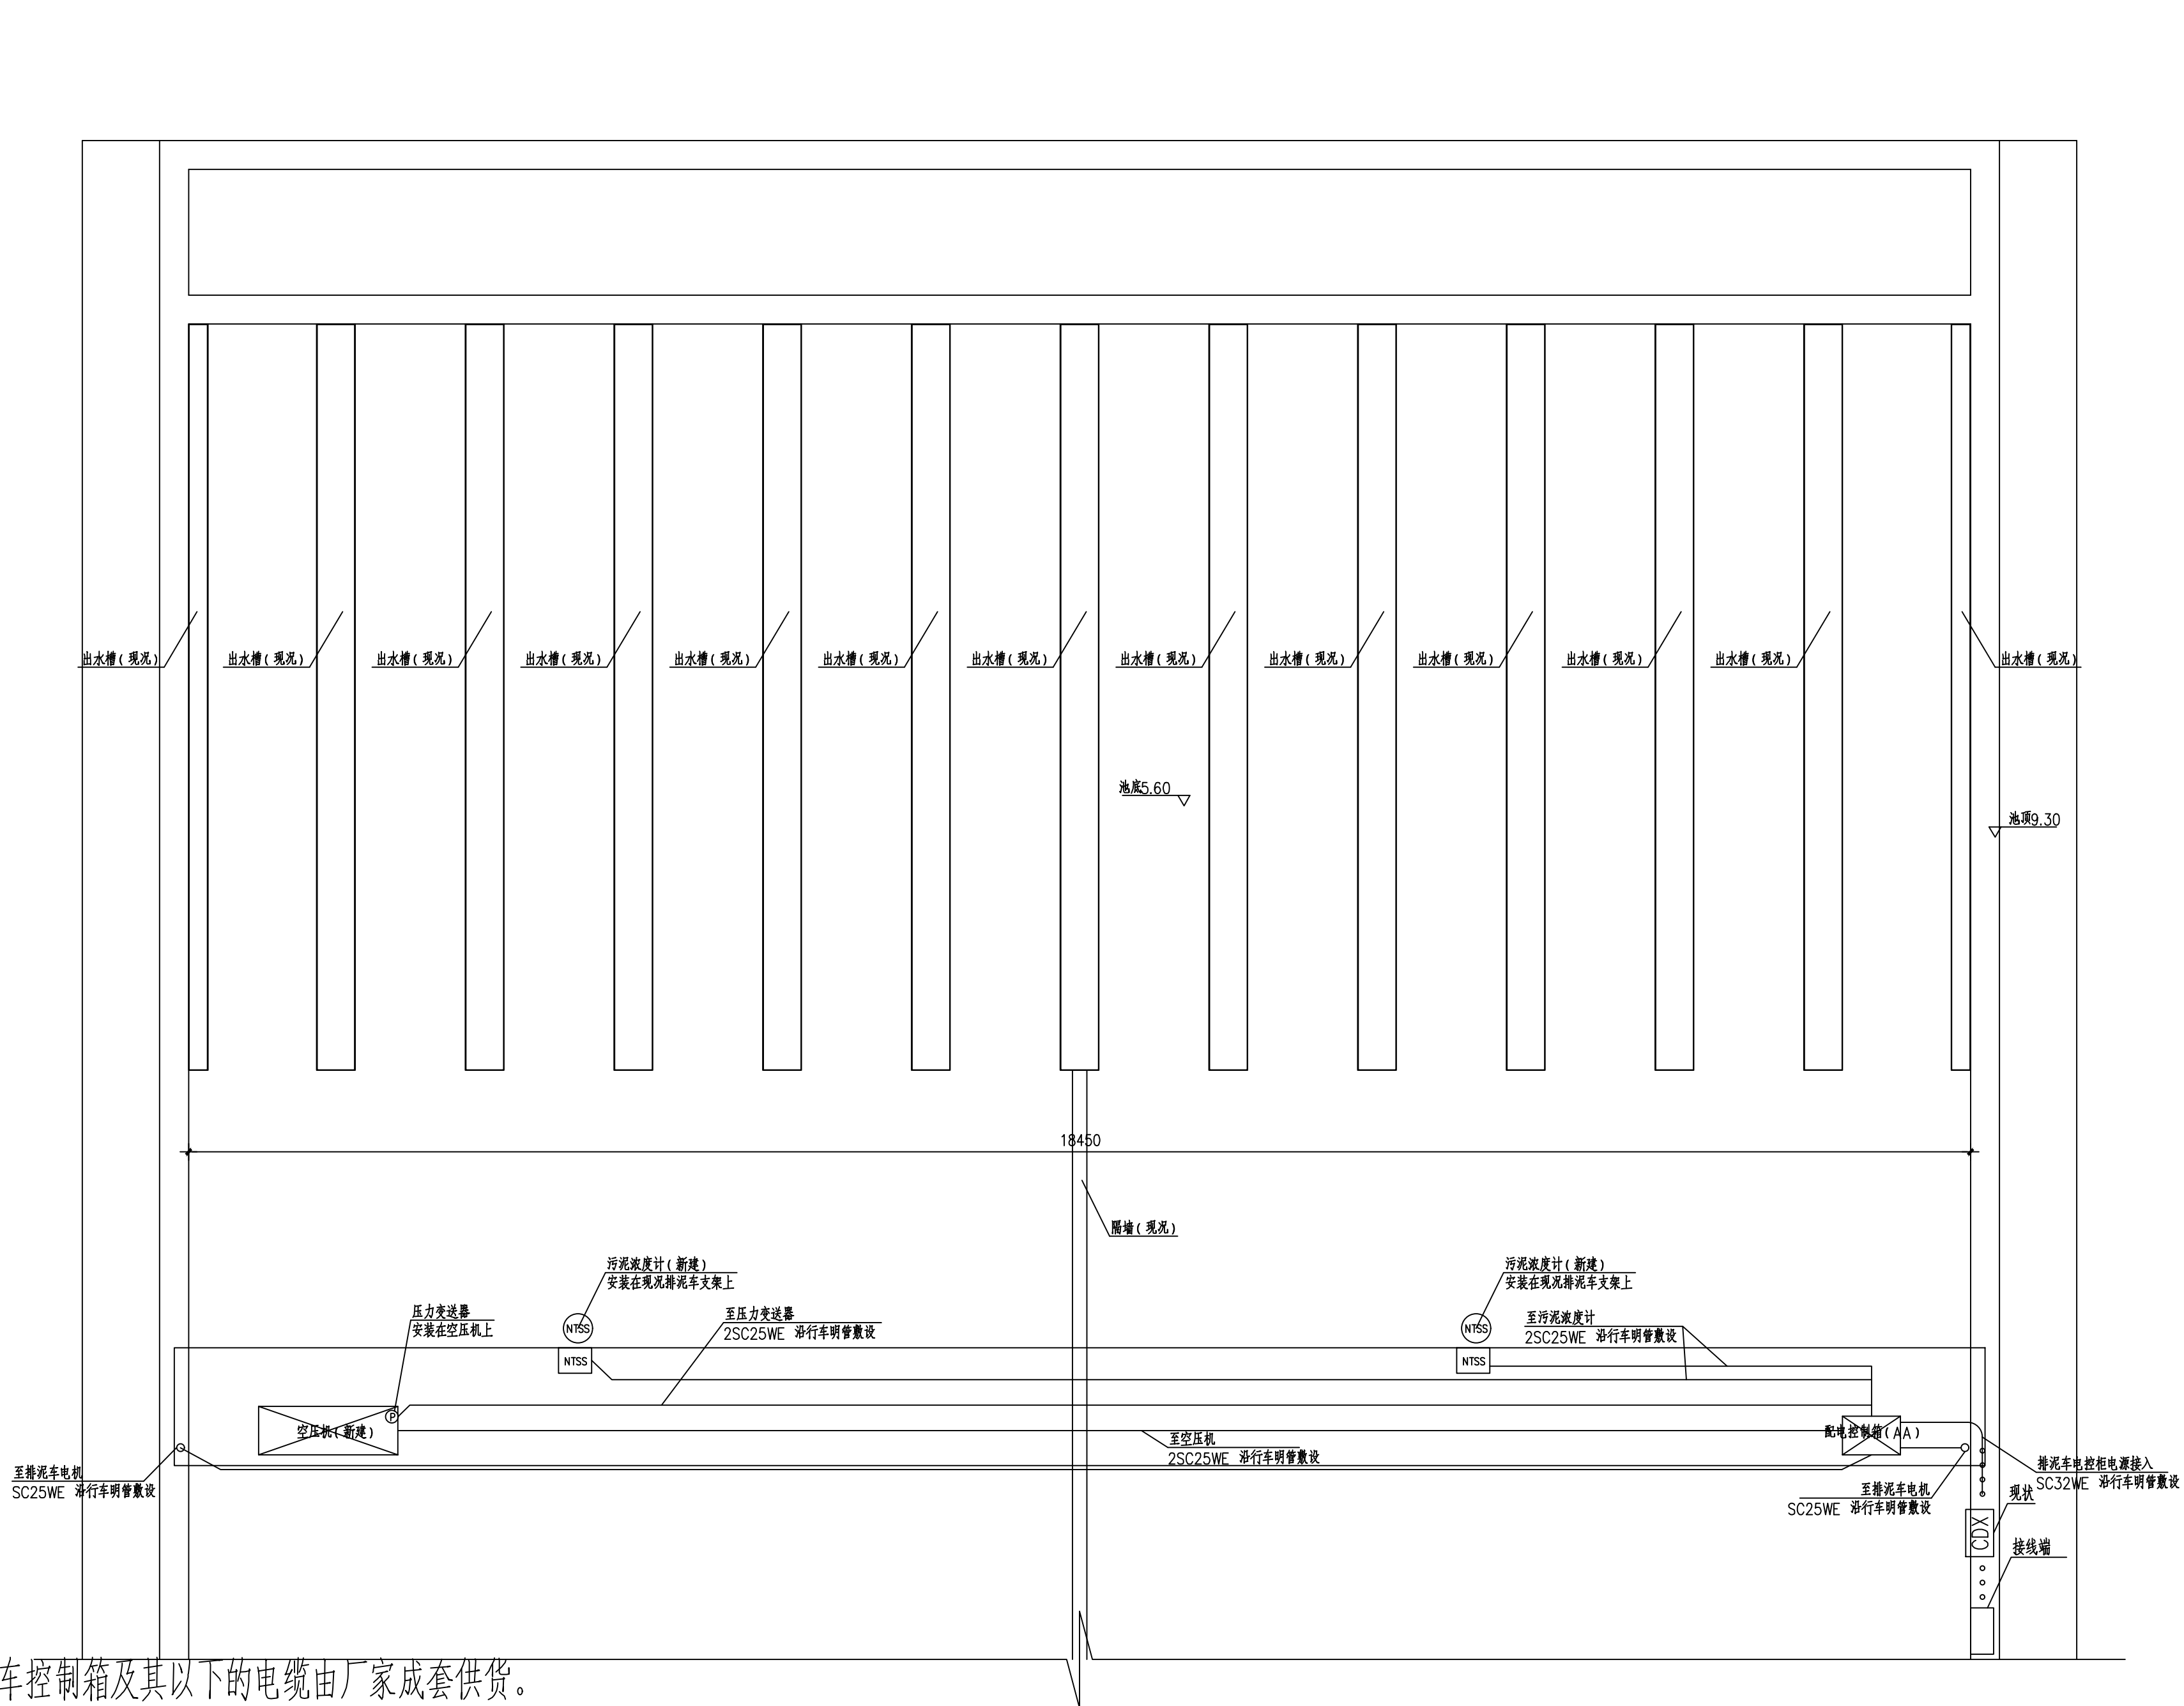 出水槽(现况)
出水槽(现况)
出水槽(现况)
出水槽(现况)
出水槽(现况)
出水槽(现况)
出水槽(现况)
出水槽(现况)
出水槽(现况)
出水槽(现况)
出水槽(现况)
出水槽(现况)
出水槽(现况)
池底5.60
池顶9.30
18450
隔墙(现况)
污泥浓度计(新建)
安装在现况排泥车支架上
污泥浓度计(新建)
安装在现况排泥车支架上
压力变送器
安装在空压机上
至压力变送器
2SC25WE 沿行车明管敷设
至污泥浓度计
2SC25WE 沿行车明管敷设
NTSS
NTSS
NTSS
NTSS
P
空压机(新建)
配电控制箱(AA)
至空压机
2SC25WE 沿行车明管敷设
至排泥车电机
SC25WE 沿行车明管敷设
排泥车电控柜电源接入
SC32WE 沿行车明管敷设
至排泥车电机
SC25WE 沿行车明管敷设
现状
CDX
接线端
车控制箱及其以下的电缆由厂家成套供货。